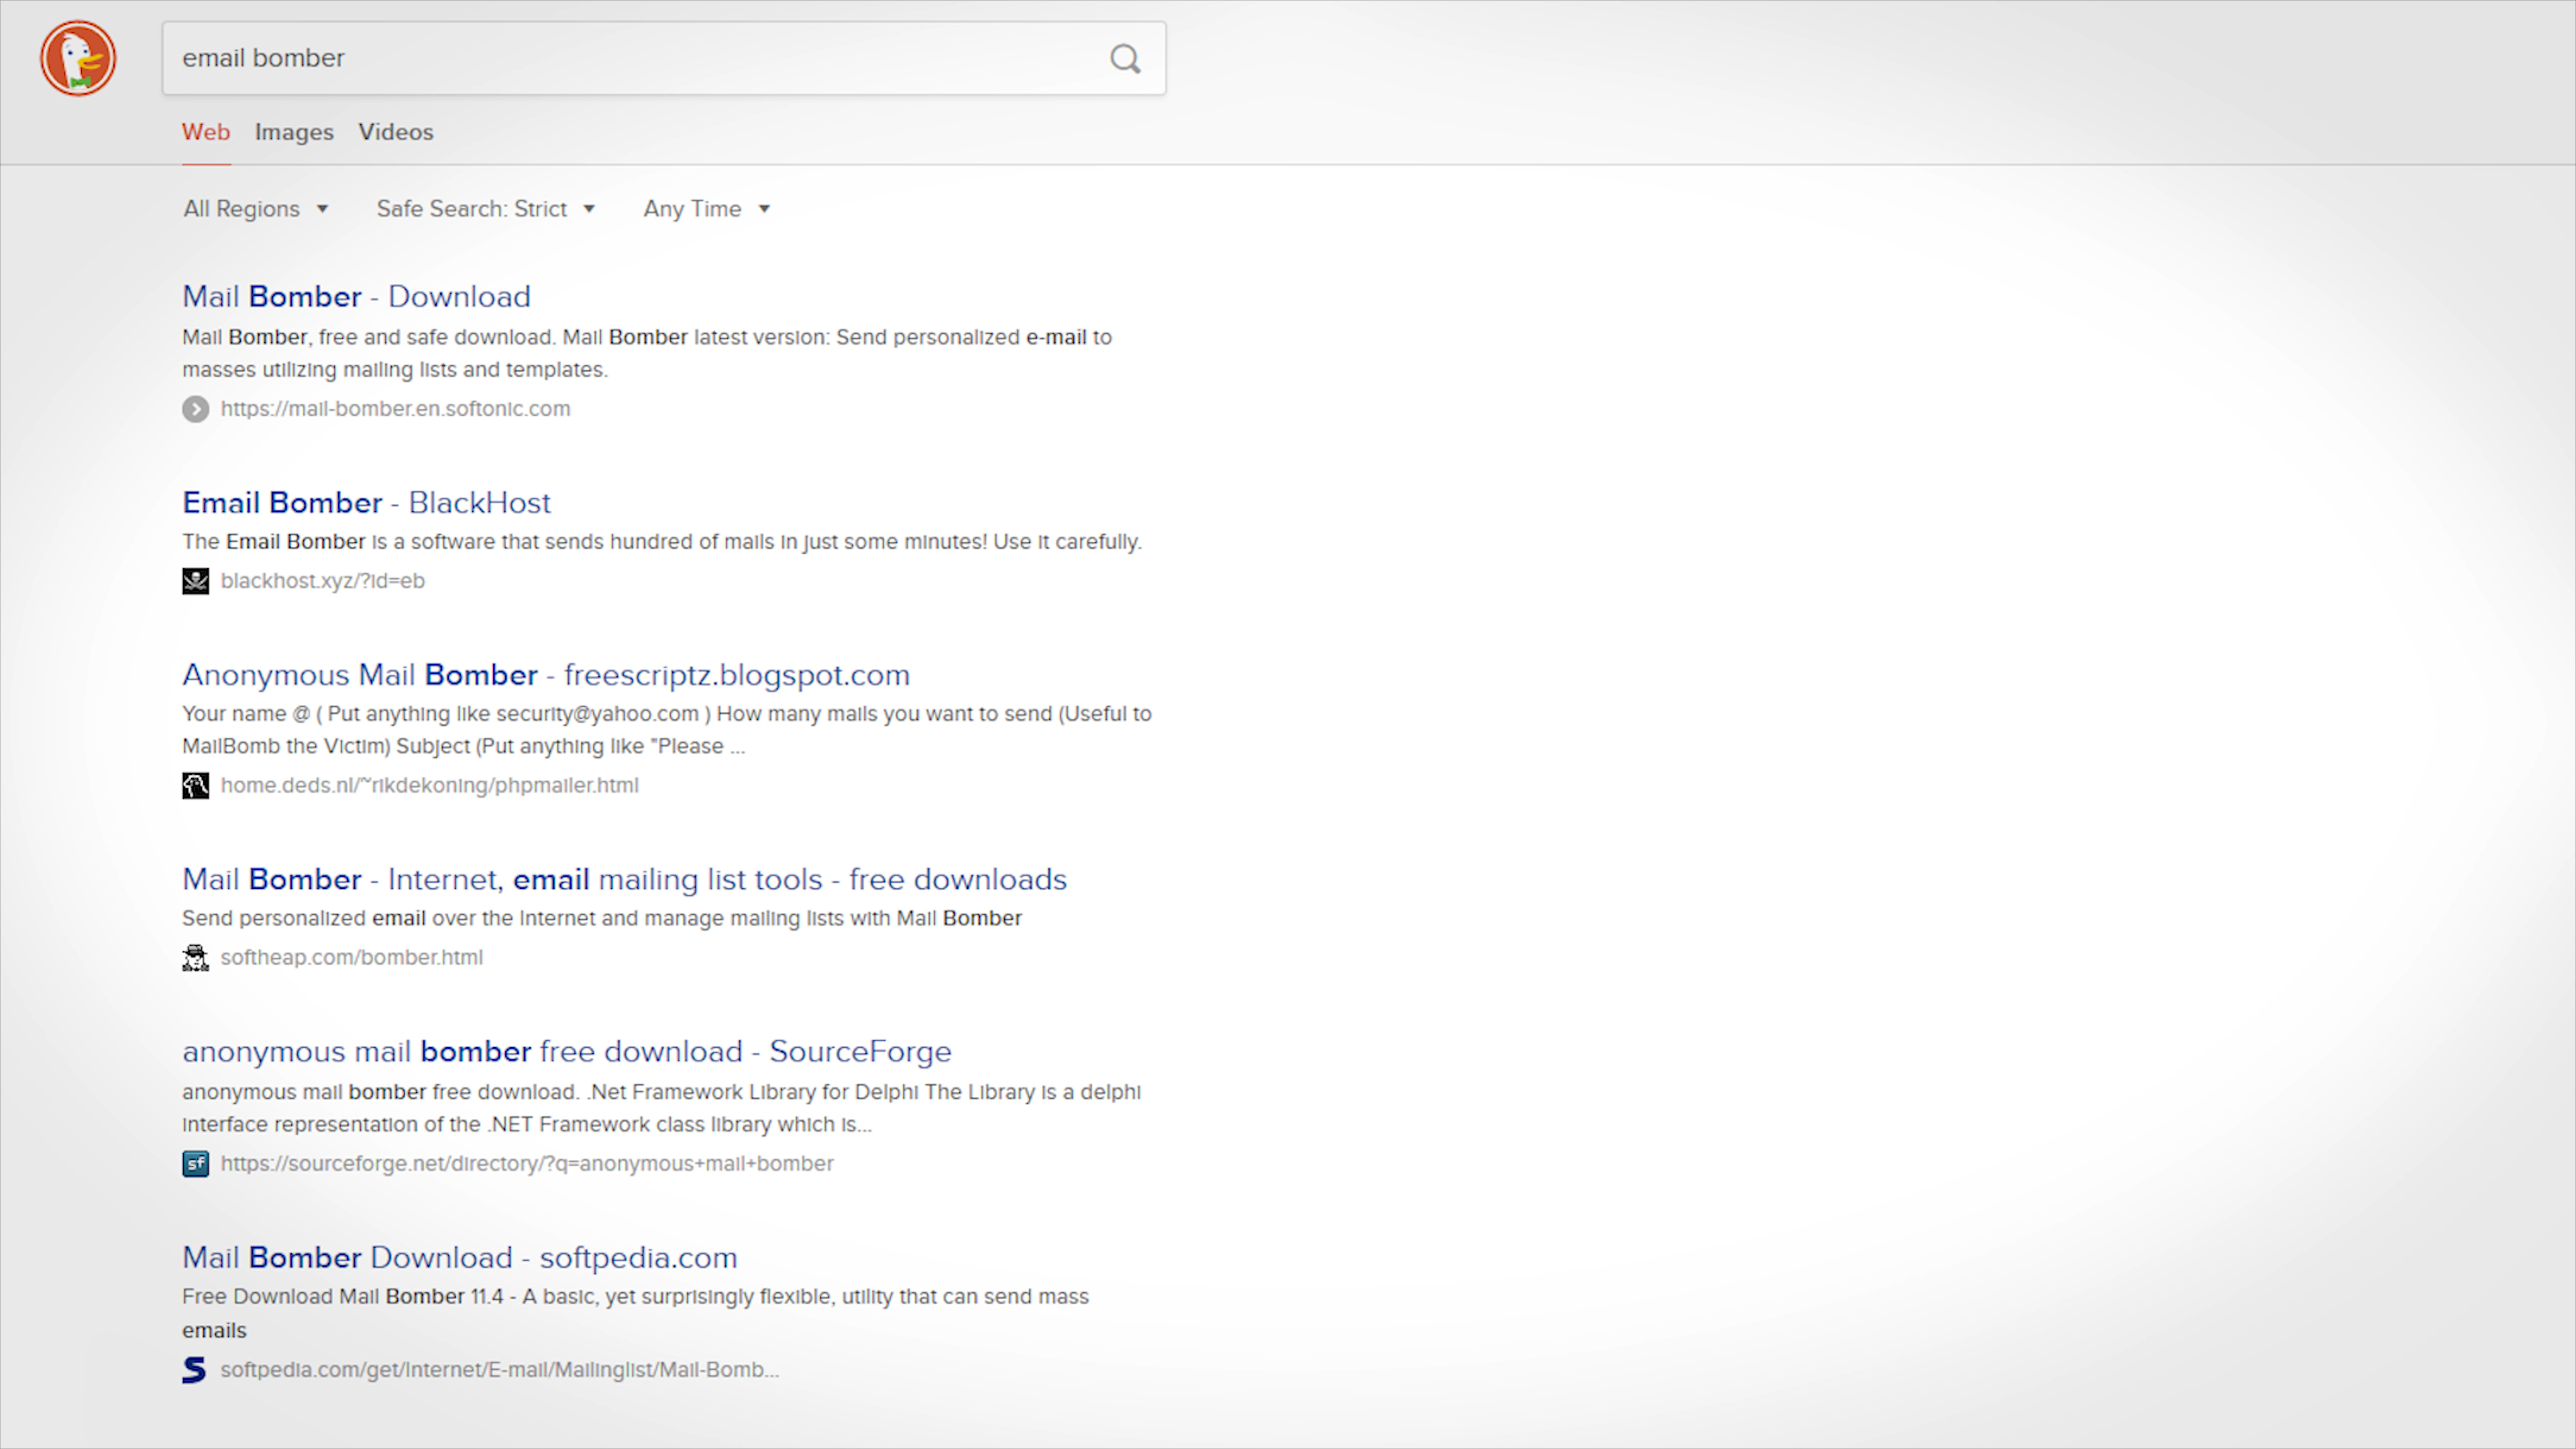 email bomber
Web Images Videos
All Regions Safe Search: Strict Any Time
Mail Bomber - Download
Mail Bomber, free and safe download. Mail Bomber latest version: Send personalized e-mail to
masses utilizing mailing lists and templates.
https://mail-bomber.en.softonic.com
Email Bomber - BlackHost
The Email Bomber is a software that sends hundred of mails in just some minutes! Use it carefully.
blackhost.xyz/?id=eb
Anonymous Mail Bomber - freescriptz.blogspot.com
Your name @ ( Put anything like security@yahoo.com ) How many mails you want to send (Useful to
MailBomb the Victim) Subject (Put anything like "Please ...
home.deds.nl/~rikdekoning/phpmailer.html
Mail Bomber - Internet, email mailing list tools - free downloads
Send personalized email over the Internet and manage mailing lists with Mail Bomber
softheap.com/bomber.html
anonymous mail bomber free download - SourceForge
anonymous mail bomber free download. .Net Framework Library for Delphi The Library is a delphi
interface representation of the .NET Framework class library which is...
sf https://sourceforge.net/directory/?q=anonymous+mail+bomber
Mail Bomber Download - softpedia.com
Free Download Mail Bomber 11.4 - A basic, yet surprisingly flexible, utility that can send mass
emails
S softpedia.com/get/Internet/E-mail/Mailinglist/Mail-Bomb...